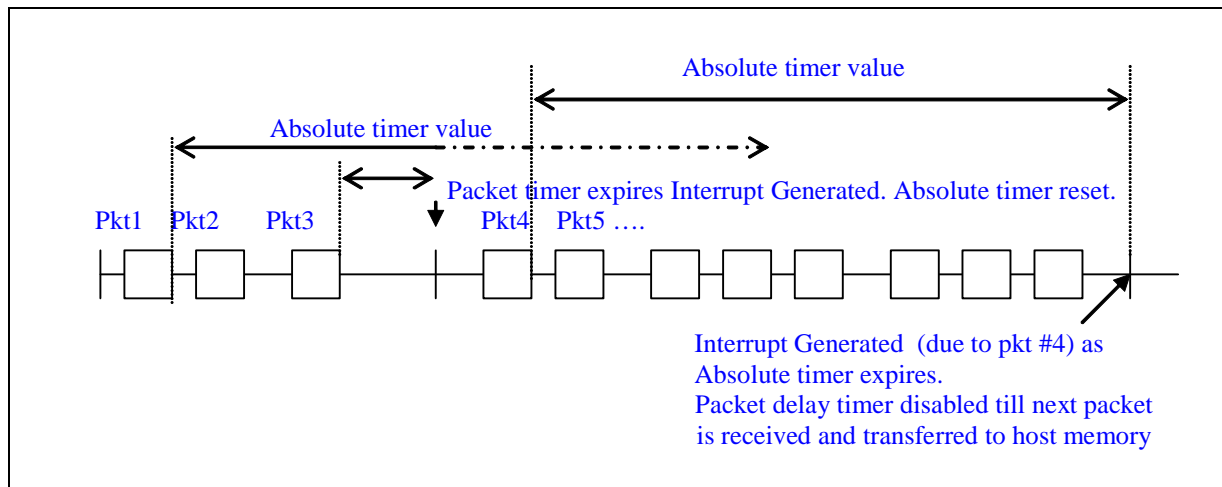 Absolute timer value
Absolute timer value
Packet timer expires Interrupt Generated. Absolute timer reset.
Pkt1 Pkt2 Pkt3 Pkt4 Pkt5 ….
Interrupt Generated (due to pkt #4) as
Absolute timer expires.
Packet delay timer disabled till next packet
is received and transferred to host memory